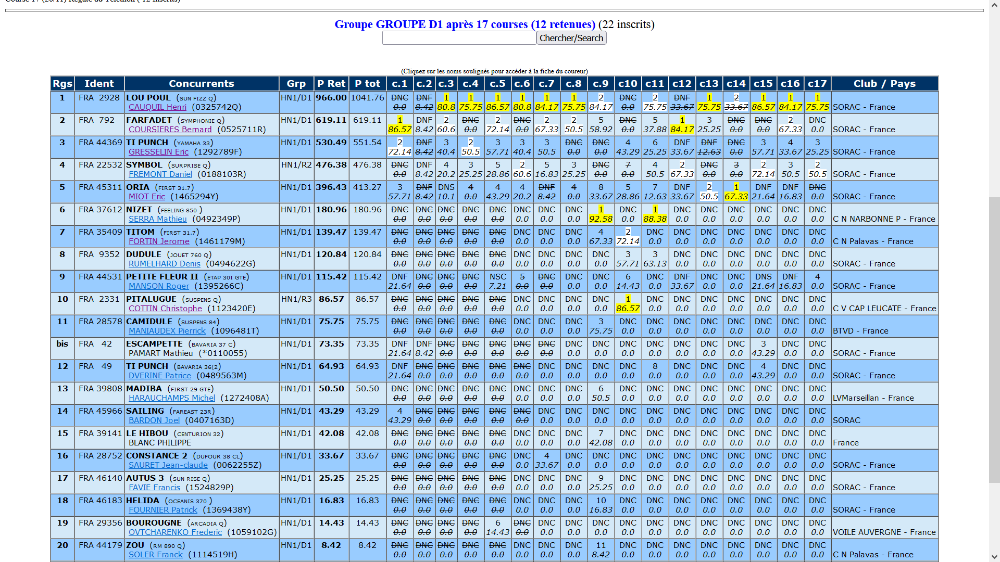 Groupe GROUPE D1 après 17 courses (12 retenues) (22 inscrits)
Chercher/Search
(Cliquez sur les noms soulignés pour accéder à la fiche du coureur)
Rgs Ident Concurrents Grp P Ret P tot c.1 c.2 c.3 c.4 c.5 c.6 c.7 c.8 c.9 c10 c11 c12 c13 c14 c15 c16 c17 Club / Pays
1 FRA 2928 LOU POUL (SUN FIZZ Q) HN1/D1 966.00 1041.76 DNC DNF 1 1 1 1 1 1 2 DNC 2 DNF 1 2 1 1 1
CAUQUIL Henri (0325742Q) 0.0 8.42 80.8 75.75 86.57 80.8 84.17 75.75 84.17 0.0 75.75 33.67 75.75 33.67 86.57 84.17 75.75 SORAC - France
2 FRA 792 FARFADET (SYMPHONIE Q) HN1/D1 619.11 619.11 1 DNF 2 DNC 2 DNC 2 2 5 DNC 5 1 3 DNC DNC 2 DNC
COURSIERES Bernard (0525711R) 86.57 8.42 60.6 0.0 72.14 0.0 67.33 50.5 58.92 0.0 37.88 84.17 25.25 0.0 0.0 67.33 0.0 SORAC - France
3 FRA 44369 TI PUNCH (YAMAHA 33) HN1/D1 530.49 551.54 2 DNF 3 2 3 3 3 DNC DNC 4 6 DNF DNF DNC 3 4 3
GRESSELIN Eric (1292789F) 72.14 8.42 40.4 50.5 57.71 40.4 50.5 0.0 0.0 43.29 25.25 33.67 12.63 0.0 57.71 33.67 25.25 SORAC - France
4 FRA 22532 SYMBOL (SURPRISE Q) HN1/R2 476.38 476.38 DNC DNF 4 3 5 2 5 3 DNC 7 4 2 DNC 3 2 3 2
FREMONT Daniel (0188103R) 0.0 8.42 20.2 25.25 28.86 60.6 16.83 25.25 0.0 0.0 50.5 67.33 0.0 0.0 72.14 50.5 50.5 SORAC - France
5 FRA 45311 ORIA (FIRST 31.7) HN1/D1 396.43 413.27 3 DNF DNS 4 4 4 DNF 4 8 5 7 DNF 2 1 DNF DNF DNC
MIOT Eric (1465294Y) 57.71 8.42 10.1 0.0 43.29 20.2 8.42 0.0 33.67 28.86 12.63 33.67 50.5 67.33 21.64 16.83 0.0 SORAC - France
6 FRA 37612 NIZET (FEELING 850 ) HN1/D1 180.96 180.96 DNC DNC DNC DNC DNC DNC DNC DNC 1 DNC 1 DNC DNC DNC DNC DNC DNC
SERRA Mathieu (0492349P) 0.0 0.0 0.0 0.0 0.0 0.0 0.0 0.0 92.58 0.0 88.38 0.0 0.0 0.0 0.0 0.0 0.0 C N NARBONNE P - France
7 FRA 35409 TITOM (FIRST 31.7) HN1/D1 139.47 139.47 DNC DNC DNC DNC DNC DNC DNC DNC 4 2 DNC DNC DNC DNC DNC DNC DNC
FORTIN Jerome (1461179M) 0.0 0.0 0.0 0.0 0.0 0.0 0.0 0.0 67.33 72.14 0.0 0.0 0.0 0.0 0.0 0.0 0.0 C N Palavas - France
8 FRA 9352 DUDULE (JOUET 760 Q) HN1/D1 120.84 120.84 DNC DNC DNC DNC DNC DNC DNC DNC DNC 3 3 DNC DNC DNC DNC DNC DNC
RUMELHARD Denis (0494622G) 0.0 0.0 0.0 0.0 0.0 0.0 0.0 0.0 0.0 57.71 63.13 0.0 0.0 0.0 0.0 0.0 0.0 SORAC - France
9 FRA 44531 PETITE FLEUR II (ETAP 30I GTE) HN1/D1 115.42 115.42 DNF DNC DNC DNC NSC 5 DNC DNC DNC 6 DNC DNF DNC DNC DNS DNF 4
MANSON Roger (1395266C) 21.64 0.0 0.0 0.0 7.21 0.0 0.0 0.0 0.0 14.43 0.0 33.67 0.0 0.0 21.64 16.83 0.0 SORAC - France
10 FRA 2331 PITALUGUE (SUSPENS Q) HN1/R3 86.57 86.57 DNC DNC DNC DNC DNC DNC DNC DNC DNC 1 DNC DNC DNC DNC DNC DNC DNC
COTTIN Christophe (1123420E) 0.0 0.0 0.0 0.0 0.0 0.0 0.0 0.0 0.0 86.57 0.0 0.0 0.0 0.0 0.0 0.0 0.0 C V CAP LEUCATE - France
11 FRA 28578 CAMIDULE (SUSPENS 84) HN1/D1 75.75 75.75 DNC DNC DNC DNC DNC DNC DNC DNC 3 DNC DNC DNC DNC DNC DNC DNC DNC
MANIAUDEX Pierrick (1096481T) 0.0 0.0 0.0 0.0 0.0 0.0 0.0 0.0 75.75 0.0 0.0 0.0 0.0 0.0 0.0 0.0 0.0 BTVD - France
bis FRA 42 ESCAMPETTE (BAVARIA 37 C) HN1/D1 73.35 73.35 DNF DNF DNC DNC DNC DNC DNC DNC DNC DNC DNC DNC DNC DNC 3 DNC DNC
PAMART Mathieu (*0110055) 21.64 8.42 0.0 0.0 0.0 0.0 0.0 0.0 0.0 0.0 0.0 0.0 0.0 0.0 43.29 0.0 0.0 SORAC - France
12 FRA 49 TI PUNCH (BAVARIA 36(2) HN1/D1 64.93 64.93 DNF DNC DNC DNC DNC DNC DNC DNC DNC DNC 8 DNC DNC DNC 4 DNC DNC
DVERINE Patrice (0489563M) 21.64 0.0 0.0 0.0 0.0 0.0 0.0 0.0 0.0 0.0 0.0 0.0 0.0 0.0 43.29 0.0 0.0 SORAC - France
13 FRA 39808 MADIBA (FIRST 29 GTE) HN1/D1 50.50 50.50 DNC DNC DNC DNC DNC DNC DNC DNC 6 DNC DNC DNC DNC DNC DNC DNC DNC
HARAUCHAMPS Michel (1272408A) 0.0 0.0 0.0 0.0 0.0 0.0 0.0 0.0 50.5 0.0 0.0 0.0 0.0 0.0 0.0 0.0 0.0 LVMarseillan - France
14 FRA 45966 SAILING (FAREAST 23R) HN1/D1 43.29 43.29 4 DNC DNC DNC DNC DNC DNC DNC DNC DNC DNC DNC DNC DNC DNC DNC DNC
BARDON Joel (0407163D) 43.29 0.0 0.0 0.0 0.0 0.0 0.0 0.0 0.0 0.0 0.0 0.0 0.0 0.0 0.0 0.0 0.0 SORAC
15 FRA 39141 LE HIBOU (CENTURION 32) HN1/D1 42.08 42.08 DNC DNC DNC DNC DNC DNC DNC DNC 7 DNC DNC DNC DNC DNC DNC DNC DNC
BLANC PHILIPPE 0.0 0.0 0.0 0.0 0.0 0.0 0.0 0.0 42.08 0.0 0.0 0.0 0.0 0.0 0.0 0.0 0.0 France
16 FRA 28752 CONSTANCE 2 (DUFOUR 38 CL) HN1/D1 33.67 33.67 DNC DNC DNC DNC DNC DNC 4 DNC DNC DNC DNC DNC DNC DNC DNC DNC DNC
SAURET Jean-claude (0062255Z) 0.0 0.0 0.0 0.0 0.0 0.0 33.67 0.0 0.0 0.0 0.0 0.0 0.0 0.0 0.0 0.0 0.0 SORAC - France
17 FRA 46140 AUTUS 3 (SUN RISE Q) HN1/D1 25.25 25.25 DNC DNC DNC DNC DNC DNC DNC DNC 9 DNC DNC DNC DNC DNC DNC DNC DNC
FAVIE Francis (1524829P) 0.0 0.0 0.0 0.0 0.0 0.0 0.0 0.0 25.25 0.0 0.0 0.0 0.0 0.0 0.0 0.0 0.0 SORAC - France
18 FRA 46183 HELIDA (OCEANIS 370 ) HN1/D1 16.83 16.83 DNC DNC DNC DNC DNC DNC DNC DNC 10 DNC DNC DNC DNC DNC DNC DNC DNC
FOURNIER Patrick (1369438Y) 0.0 0.0 0.0 0.0 0.0 0.0 0.0 0.0 16.83 0.0 0.0 0.0 0.0 0.0 0.0 0.0 0.0 SORAC - France
19 FRA 29356 BOUROUGNE (ARCADIA Q) HN1/D1 14.43 14.43 DNC DNC DNC DNC 6 DNC DNC DNC DNC DNC DNC DNC DNC DNC DNC DNC DNC
OVTCHARENKO Frederic (1059102G) 0.0 0.0 0.0 0.0 14.43 0.0 0.0 0.0 0.0 0.0 0.0 0.0 0.0 0.0 0.0 0.0 0.0 VOILE AUVERGNE - France
20 FRA 44179 ZOU (RM 890 Q) HN1/D1 8.42 8.42 DNC DNC DNC DNC DNC DNC DNC DNC 11 DNC DNC DNC DNC DNC DNC DNC DNC
SOLER Franck (1114519H) 0.0 0.0 0.0 0.0 0.0 0.0 0.0 0.0 8.42 0.0 0.0 0.0 0.0 0.0 0.0 0.0 0.0 C N Palavas - France